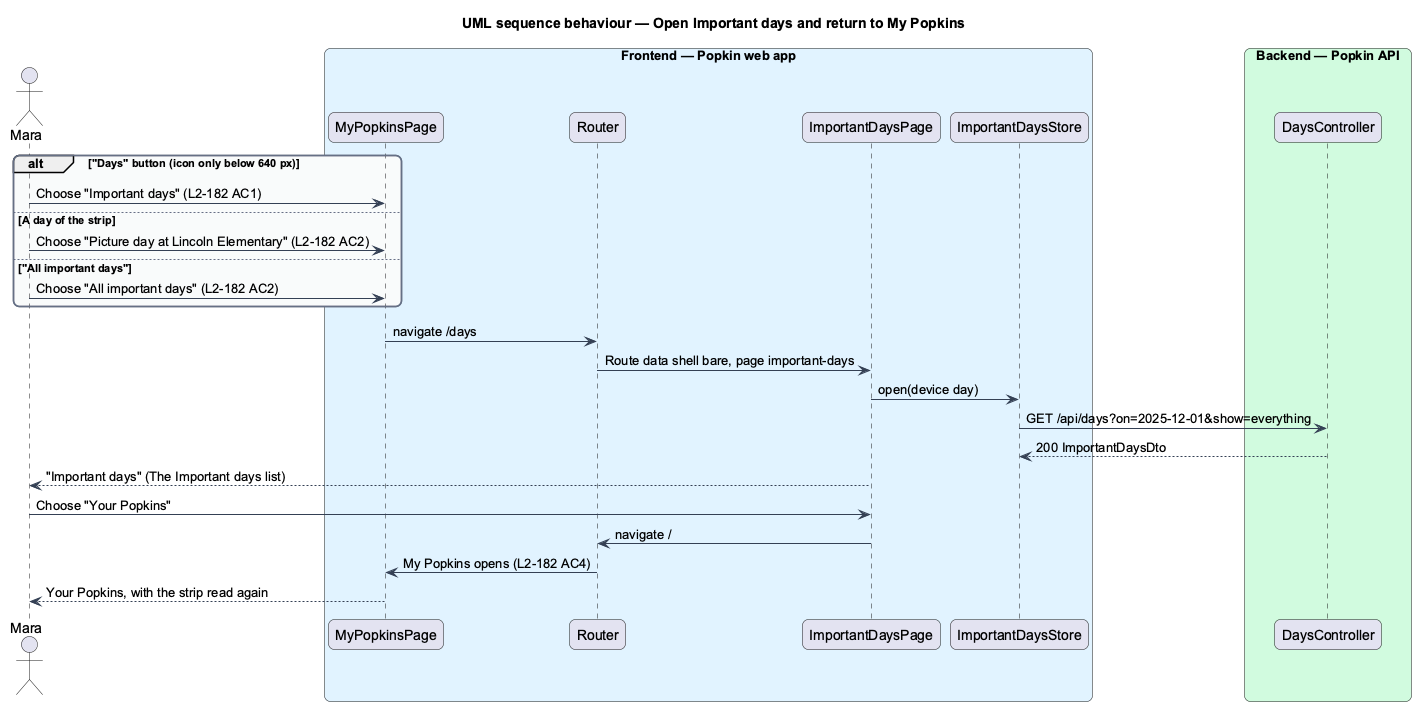 UML sequence behaviour — Open Important days and return to My Popkins
Frontend — Popkin web app
Backend — Popkin API
Mara
MyPopkinsPage
Router
ImportantDaysPage
ImportantDaysStore
DaysController
alt
["Days" button (icon only below 640 px)]
Choose "Important days" (L2-182 AC1)
[A day of the strip]
Choose "Picture day at Lincoln Elementary" (L2-182 AC2)
["All important days"]
Choose "All important days" (L2-182 AC2)
navigate /days
Route data shell bare, page important-days
open(device day)
GET /api/days?on=2025-12-01&show=everything
200 ImportantDaysDto
"Important days" (The Important days list)
Choose "Your Popkins"
navigate /
My Popkins opens (L2-182 AC4)
Your Popkins, with the strip read again
Mara
MyPopkinsPage
Router
ImportantDaysPage
ImportantDaysStore
DaysController